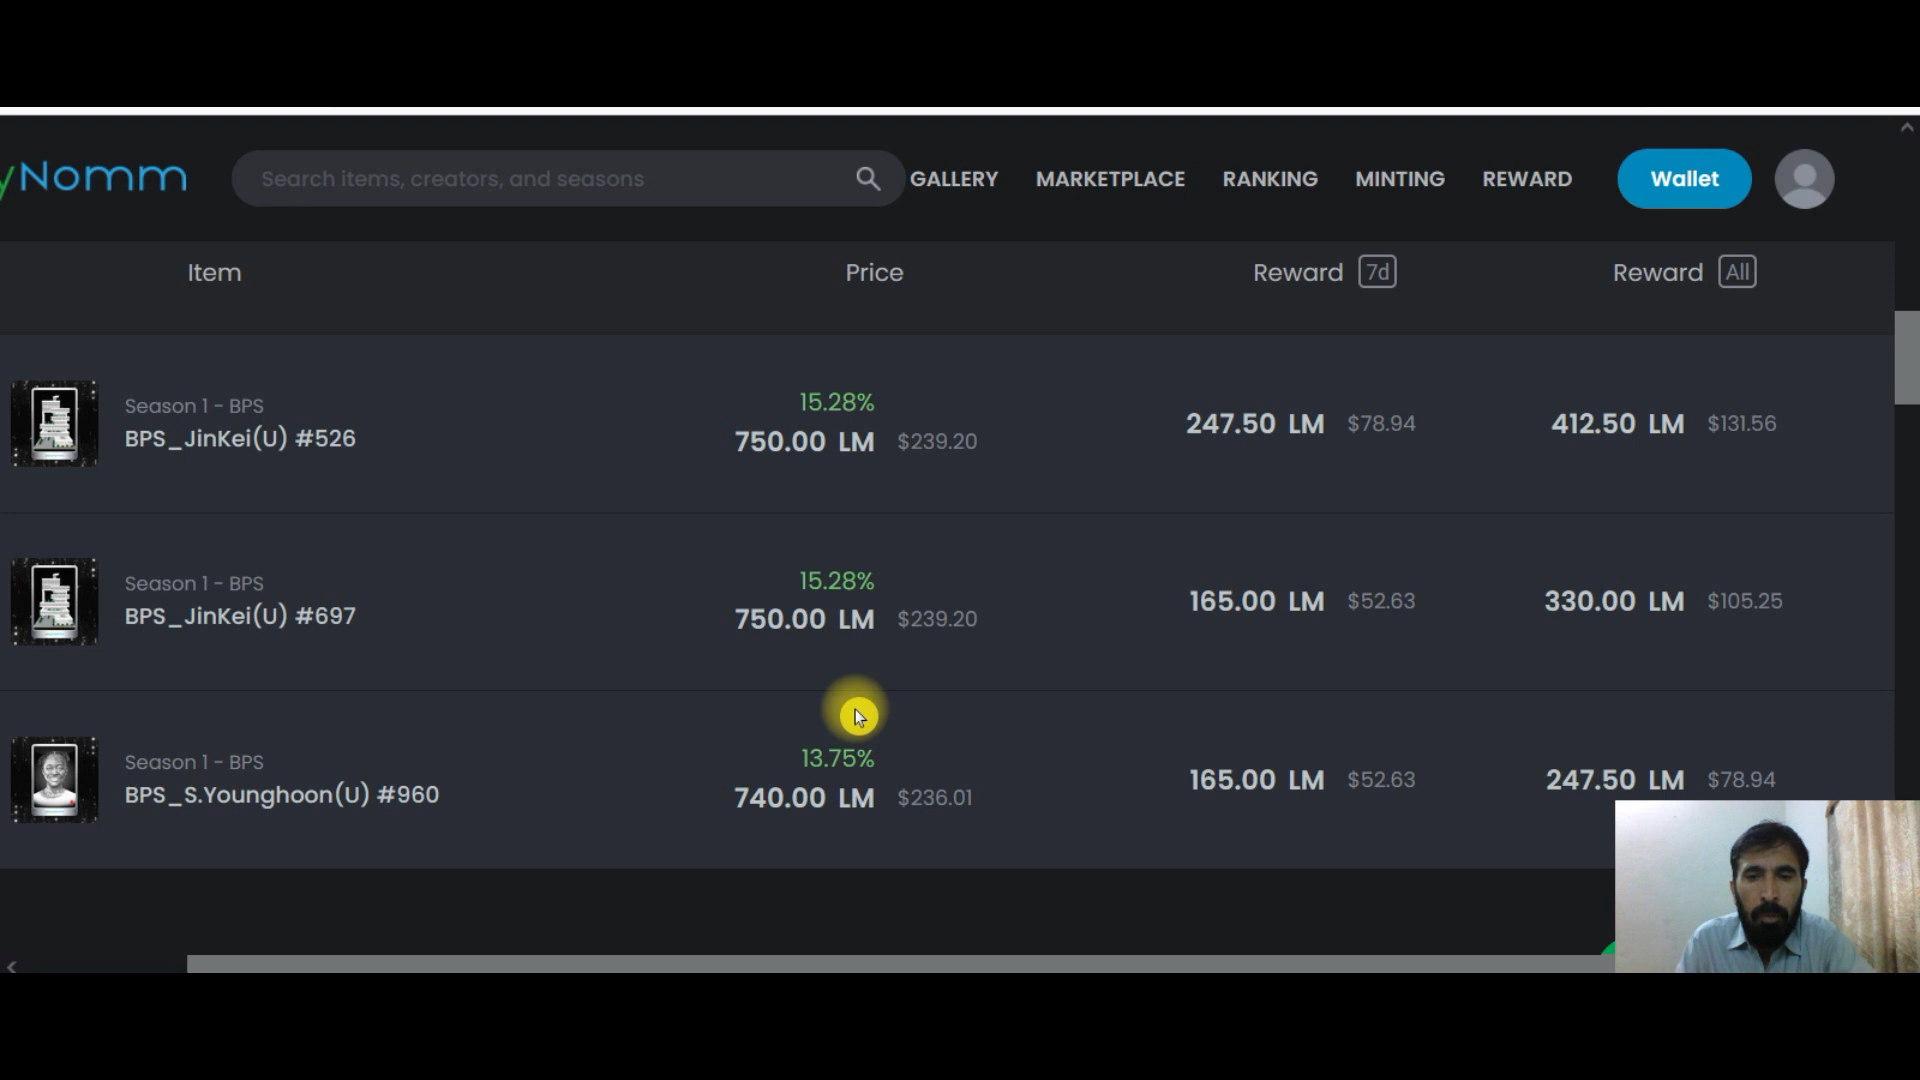 yNomm
Search items, creators, and seasons
GALLERY MARKETPLACE RANKING MINTING REWARD Wallet
Item Price Reward 7d Reward All
Season 1 - BPS
BPS_JinKei(U) #526
15.28%
750.00 LM $239.20
247.50 LM $78.94
412.50 LM $131.56
Season 1 - BPS
BPS_JinKei(U) #697
15.28%
750.00 LM $239.20
165.00 LM $52.63
330.00 LM $105.25
Season 1 - BPS
BPS_S.Younghoon(U) #960
13.75%
740.00 LM $236.01
165.00 LM $52.63
247.50 LM $78.94